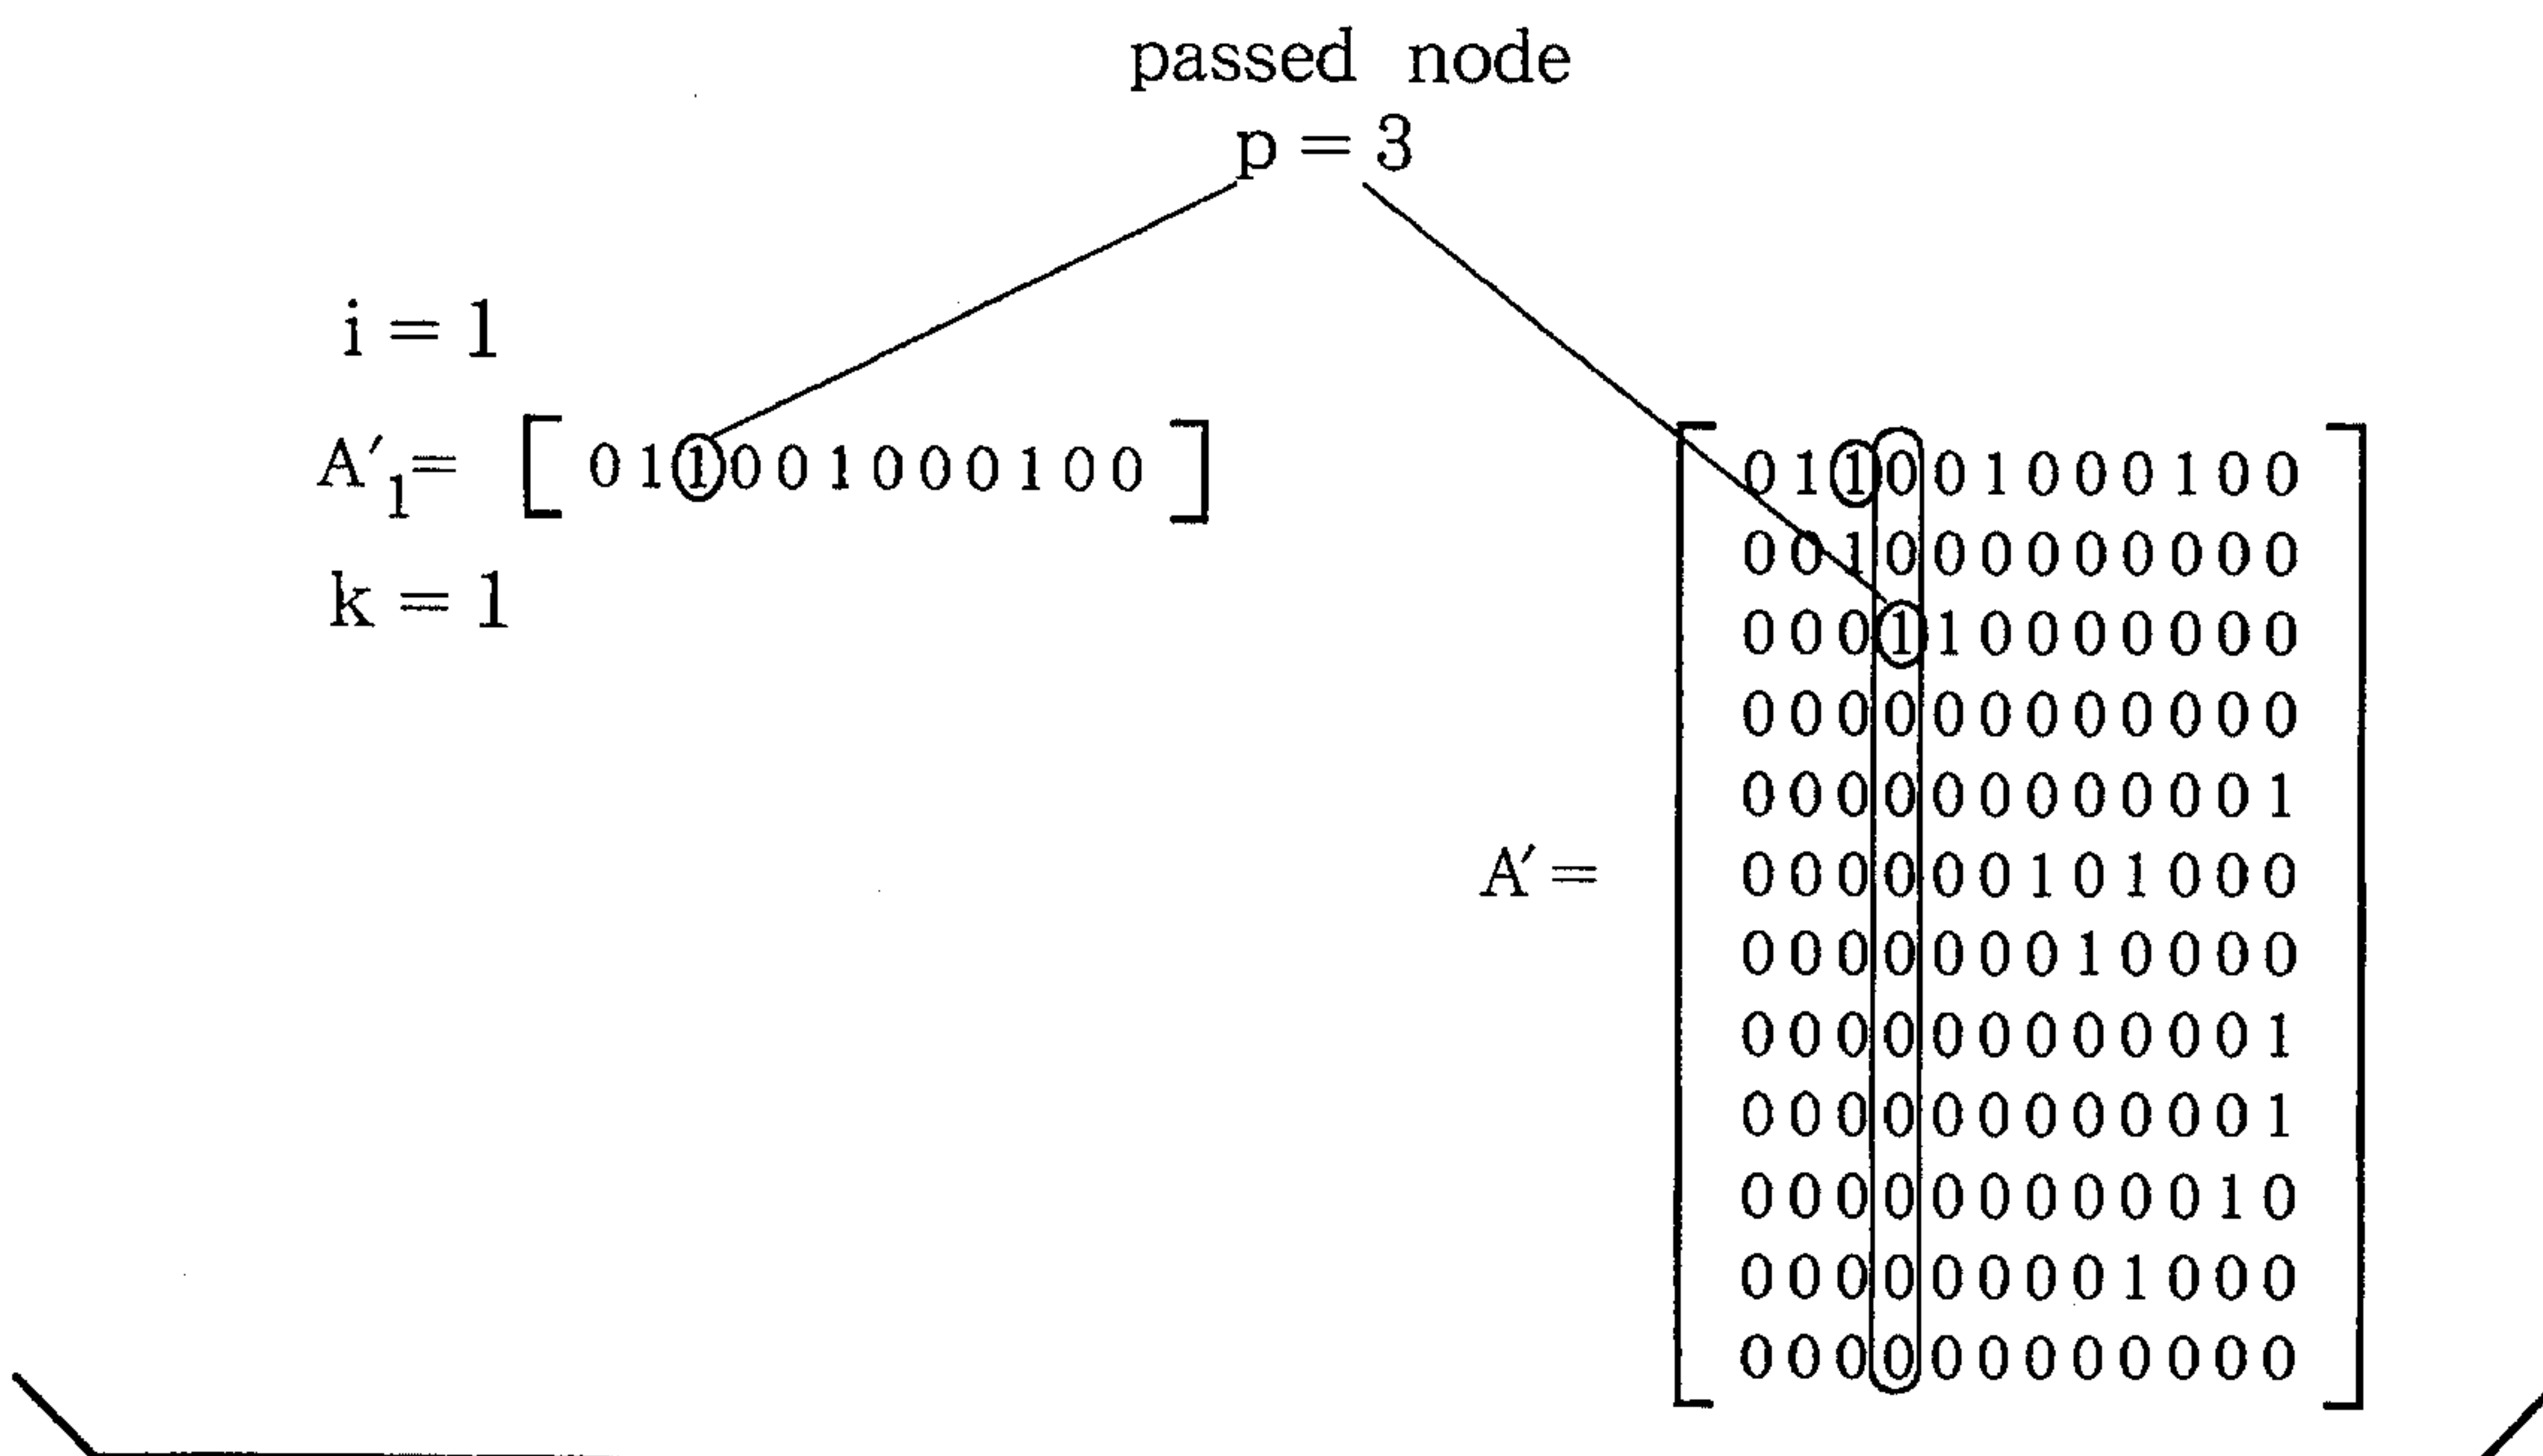 passed node
p = 3
i = 1
A′1= [ 0 1 1 0 0 1 0 0 0 1 0 0 ]
k = 1
A′ =
0 1 1 0 0 1 0 0 0 1 0 0
0 0 1 0 0 0 0 0 0 0 0 0
0 0 0 1 1 0 0 0 0 0 0 0
0 0 0 0 0 0 0 0 0 0 0 0
0 0 0 0 0 0 0 0 0 0 0 1
0 0 0 0 0 0 1 0 1 0 0 0
0 0 0 0 0 0 0 1 0 0 0 0
0 0 0 0 0 0 0 0 0 0 0 1
0 0 0 0 0 0 0 0 0 0 0 1
0 0 0 0 0 0 0 0 0 0 1 0
0 0 0 0 0 0 0 0 1 0 0 0
0 0 0 0 0 0 0 0 0 0 0 0